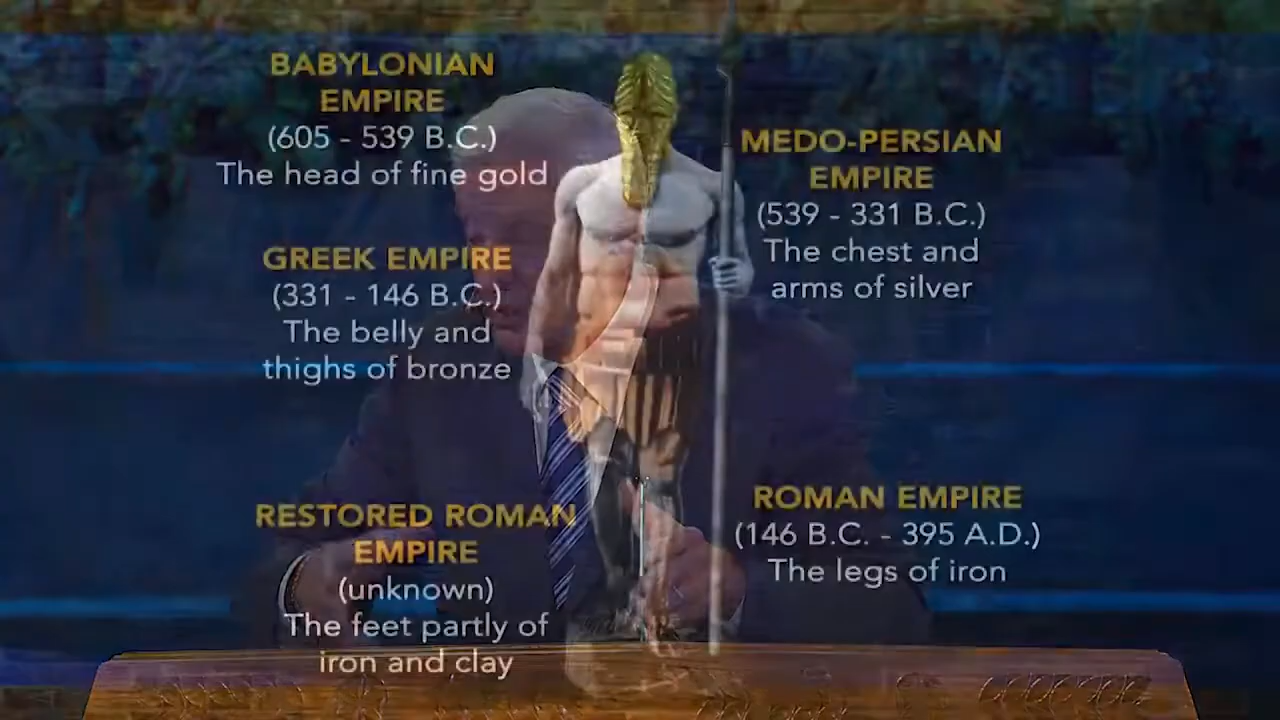 BABYLONIAN
EMPIRE
(605 - 539 B.C.)
The head of fine gold
MEDO-PERSIAN
EMPIRE
(539 - 331 B.C.)
The chest and
arms of silver
GREEK EMPIRE
(331 - 146 B.C.)
The belly and
thighs of bronze
ROMAN EMPIRE
(146 B.C. - 395 A.D.)
The legs of iron
RESTORED ROMAN
EMPIRE
(unknown)
The feet partly of
iron and clay